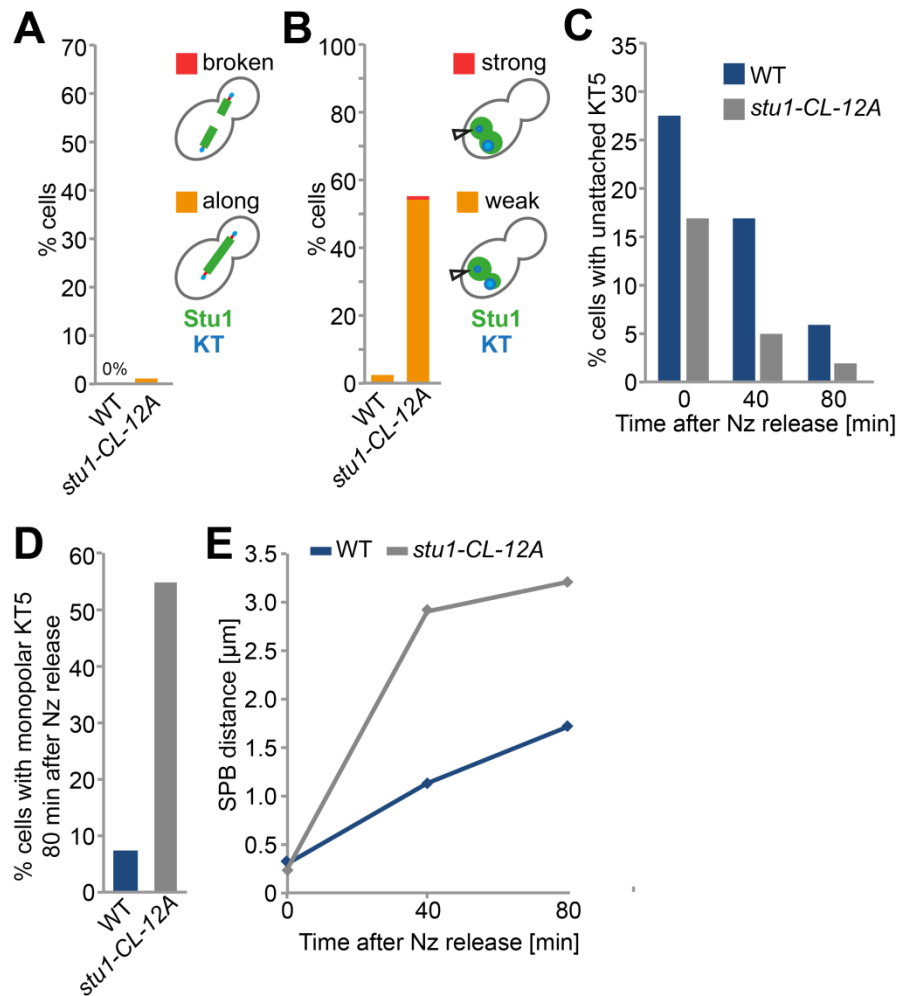 A
70
60
50
40
30
20
10
0
% cells
broken
along
Stu1
KT
0%
WT
stu1-CL-12A
B
100
80
60
40
20
0
% cells
strong
weak
Stu1
KT
WT
stu1-CL-12A
C
35
30
25
20
15
10
5
0
% cells with unattached KT5
WT
stu1-CL-12A
0 40 80
Time after Nz release [min]
D
60
50
40
30
20
10
0
% cells with monopolar KT5
80 min after Nz release
WT
stu1-CL-12A
E
WT stu1-CL-12A
3.5
3.0
2.5
2.0
1.5
1.0
0.5
0
SPB distance [µm]
0 40 80
Time after Nz release [min]